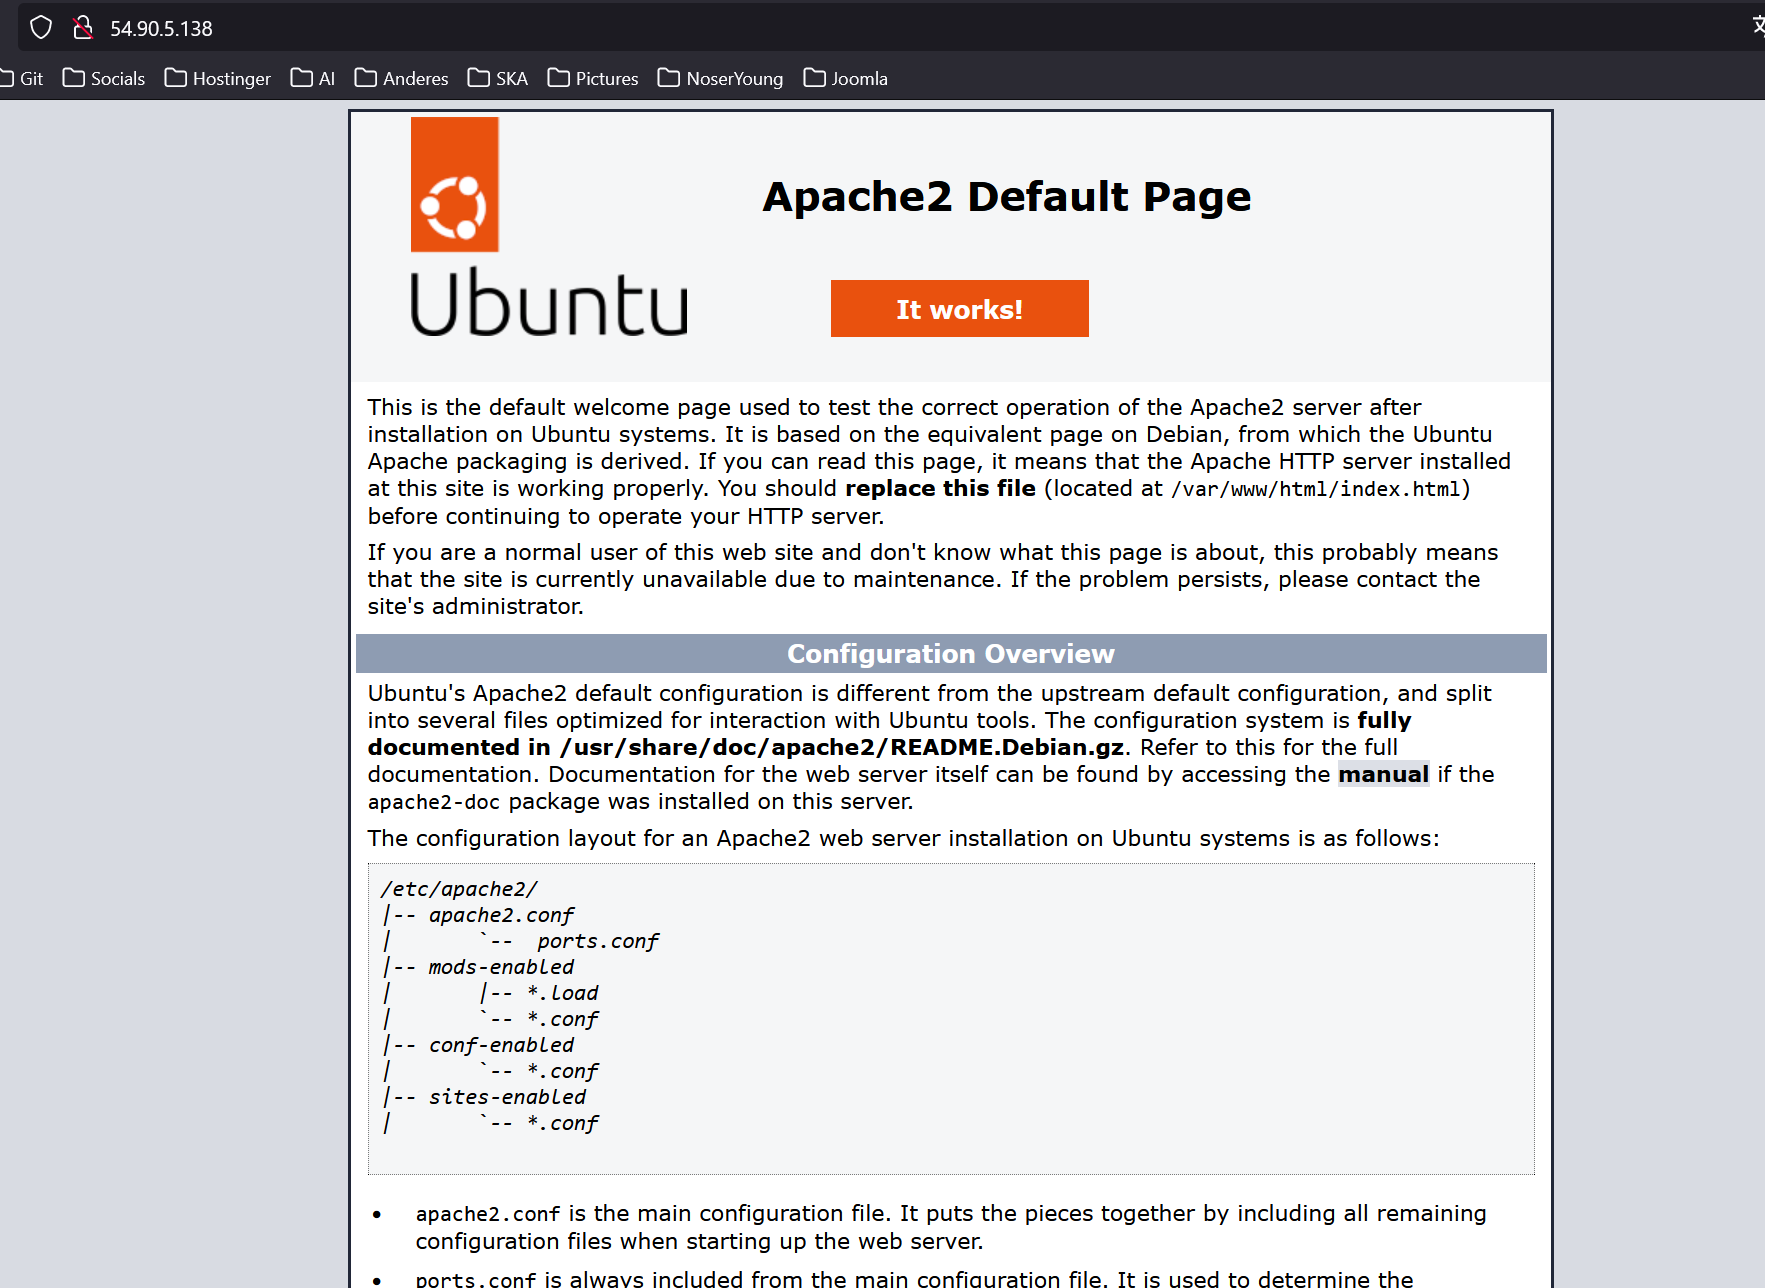 54.90.5.138
Git Socials Hostinger AI Anderes SKA Pictures NoserYoung Joomla
Ubuntu
Apache2 Default Page
It works!
This is the default welcome page used to test the correct operation of the Apache2 server after
installation on Ubuntu systems. It is based on the equivalent page on Debian, from which the Ubuntu
Apache packaging is derived. If you can read this page, it means that the Apache HTTP server installed
at this site is working properly. You should replace this file (located at /var/www/html/index.html)
before continuing to operate your HTTP server.
If you are a normal user of this web site and don't know what this page is about, this probably means
that the site is currently unavailable due to maintenance. If the problem persists, please contact the
site's administrator.
Configuration Overview
Ubuntu's Apache2 default configuration is different from the upstream default configuration, and split
into several files optimized for interaction with Ubuntu tools. The configuration system is fully
documented in /usr/share/doc/apache2/README.Debian.gz. Refer to this for the full
documentation. Documentation for the web server itself can be found by accessing the manual if the
apache2-doc package was installed on this server.
The configuration layout for an Apache2 web server installation on Ubuntu systems is as follows:
/etc/apache2/
|-- apache2.conf
|       `--  ports.conf
|-- mods-enabled
|       |-- *.load
|       `-- *.conf
|-- conf-enabled
|       `-- *.conf
|-- sites-enabled
|       `-- *.conf
• apache2.conf is the main configuration file. It puts the pieces together by including all remaining
configuration files when starting up the web server.
• ports.conf is always included from the main configuration file. It is used to determine the